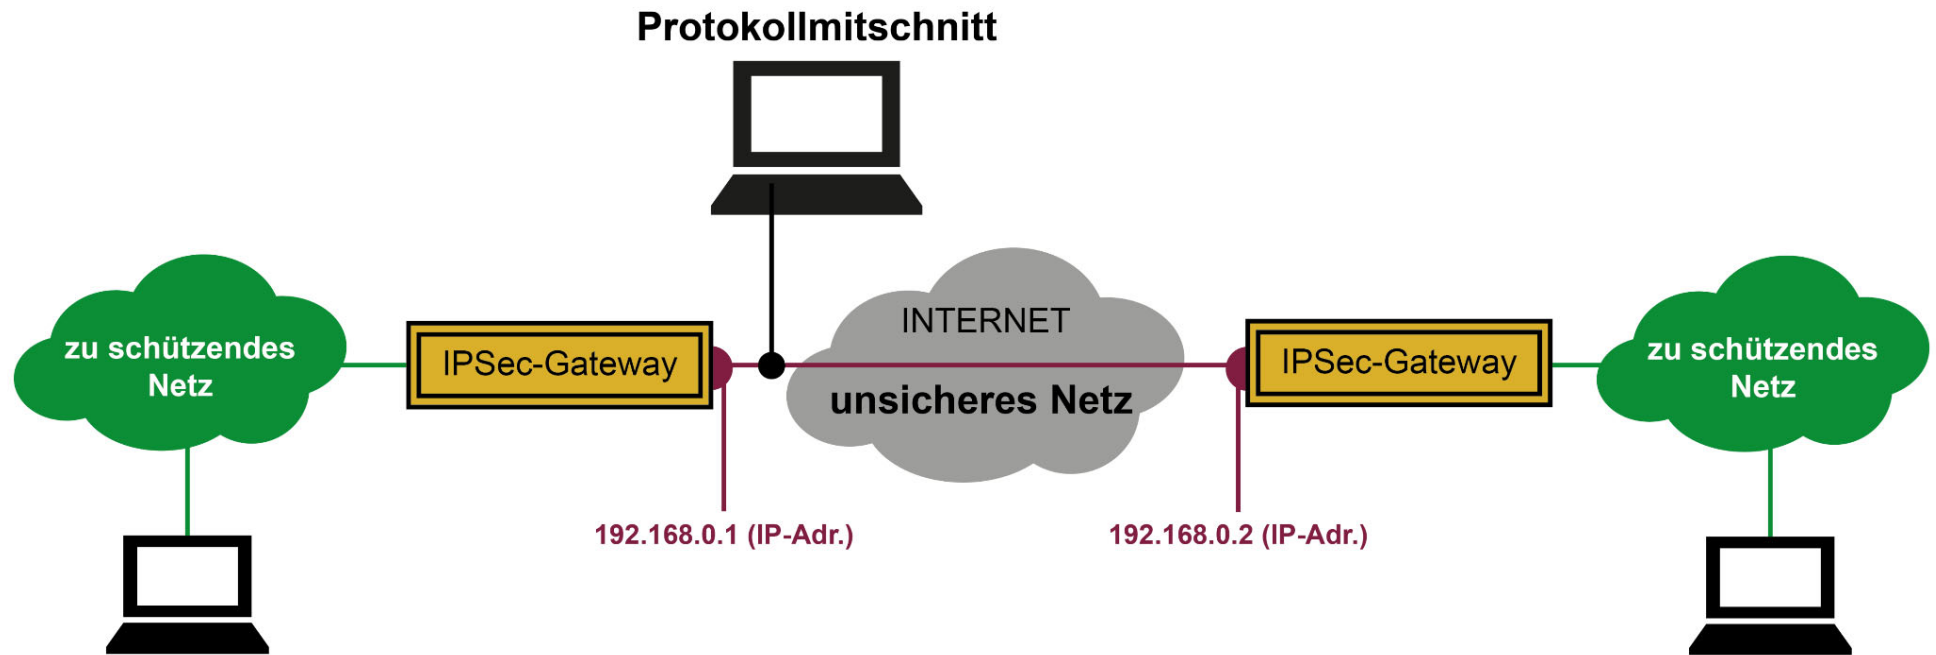 Protokollmitschnitt
zu schützendes
Netz
IPSec-Gateway
INTERNET
unsicheres Netz
IPSec-Gateway
zu schützendes
Netz
192.168.0.1 (IP-Adr.)
192.168.0.2 (IP-Adr.)